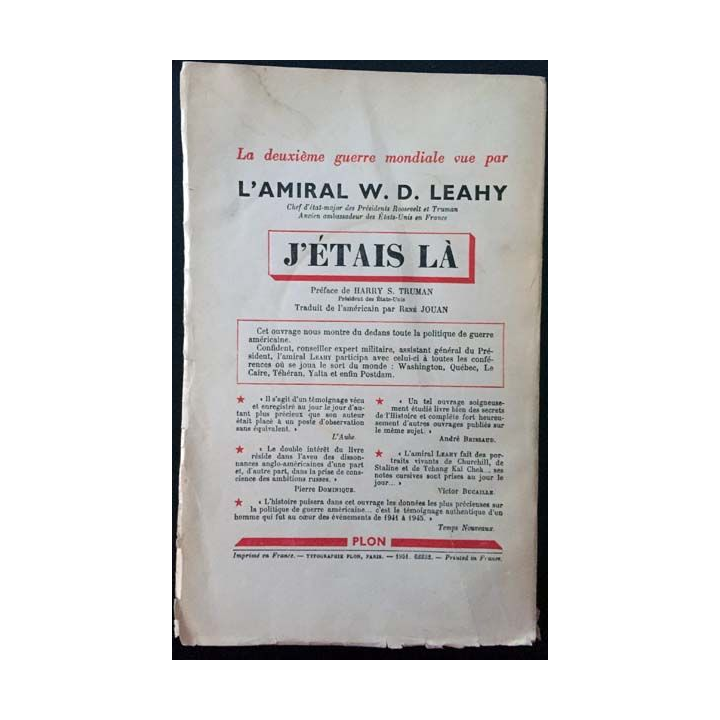 La deuxième guerre mondiale vue par
L'AMIRAL W. D. LEAHY
Chef d'état-major des Présidents Roosevelt et Truman
Ancien ambassadeur des États-Unis en France
J'ÉTAIS LÀ
Préface de HARRY S. TRUMAN
Président des États-Unis
Traduit de l'américain par RENÉ JOUAN
Cet ouvrage nous montre du dedans toute la politique de guerre
américaine.
Confident, conseiller expert militaire, assistant général du Pré-
sident, l'amiral LEAHY participa avec celui-ci à toutes les confé-
rences où se joua le sort du monde : Washington, Québec, Le
Caire, Téhéran, Yalta et enfin Postdam.
★ « Il s'agit d'un témoignage vécu
et enregistré au jour le jour d'au-
tant plus précieux que son auteur
était placé à un poste d'observation
sans équivalent. »
L'Aube.
★ « Un tel ouvrage soigneuse-
ment étudié livre bien des secrets
de l'Histoire et complète fort heureu-
sement d'autres ouvrages publiés sur
le même sujet. »
André BRISSAUD.
★ « Le double intérêt du livre
réside dans l'aveu des disson-
nances anglo-américaines d'une part
et, d'autre part, dans la prise de cons-
cience des ambitions russes. »
Pierre DOMINIQUE.
★ « L'amiral LEAHY fait des por-
traits vivants de Churchill, de
Staline et de Tchang Kaï Chek... ses
notes cursives sont prises au jour le
jour... »
Victor BUCAILLE.
★ « L'histoire puisera dans cet ouvrage les données les plus précieuses sur
la politique de guerre américaine... c'est le témoignage authentique d'un
homme qui fut au cœur des événements de 1941 à 1945. »
Temps Nouveaux.
PLON
Imprimé en France. — TYPOGRAPHIE PLON, PARIS. — 1951. — Printed in France.